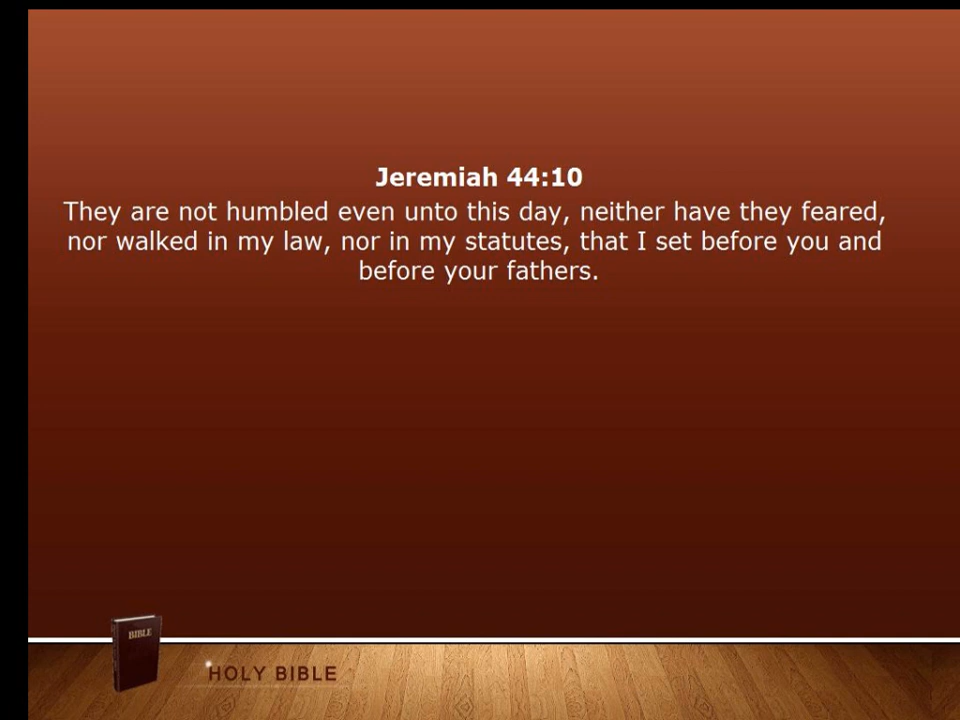 Jeremiah 44:10
They are not humbled even unto this day, neither have they feared,
nor walked in my law, nor in my statutes, that I set before you and
before your fathers.
BIBLE
HOLY BIBLE